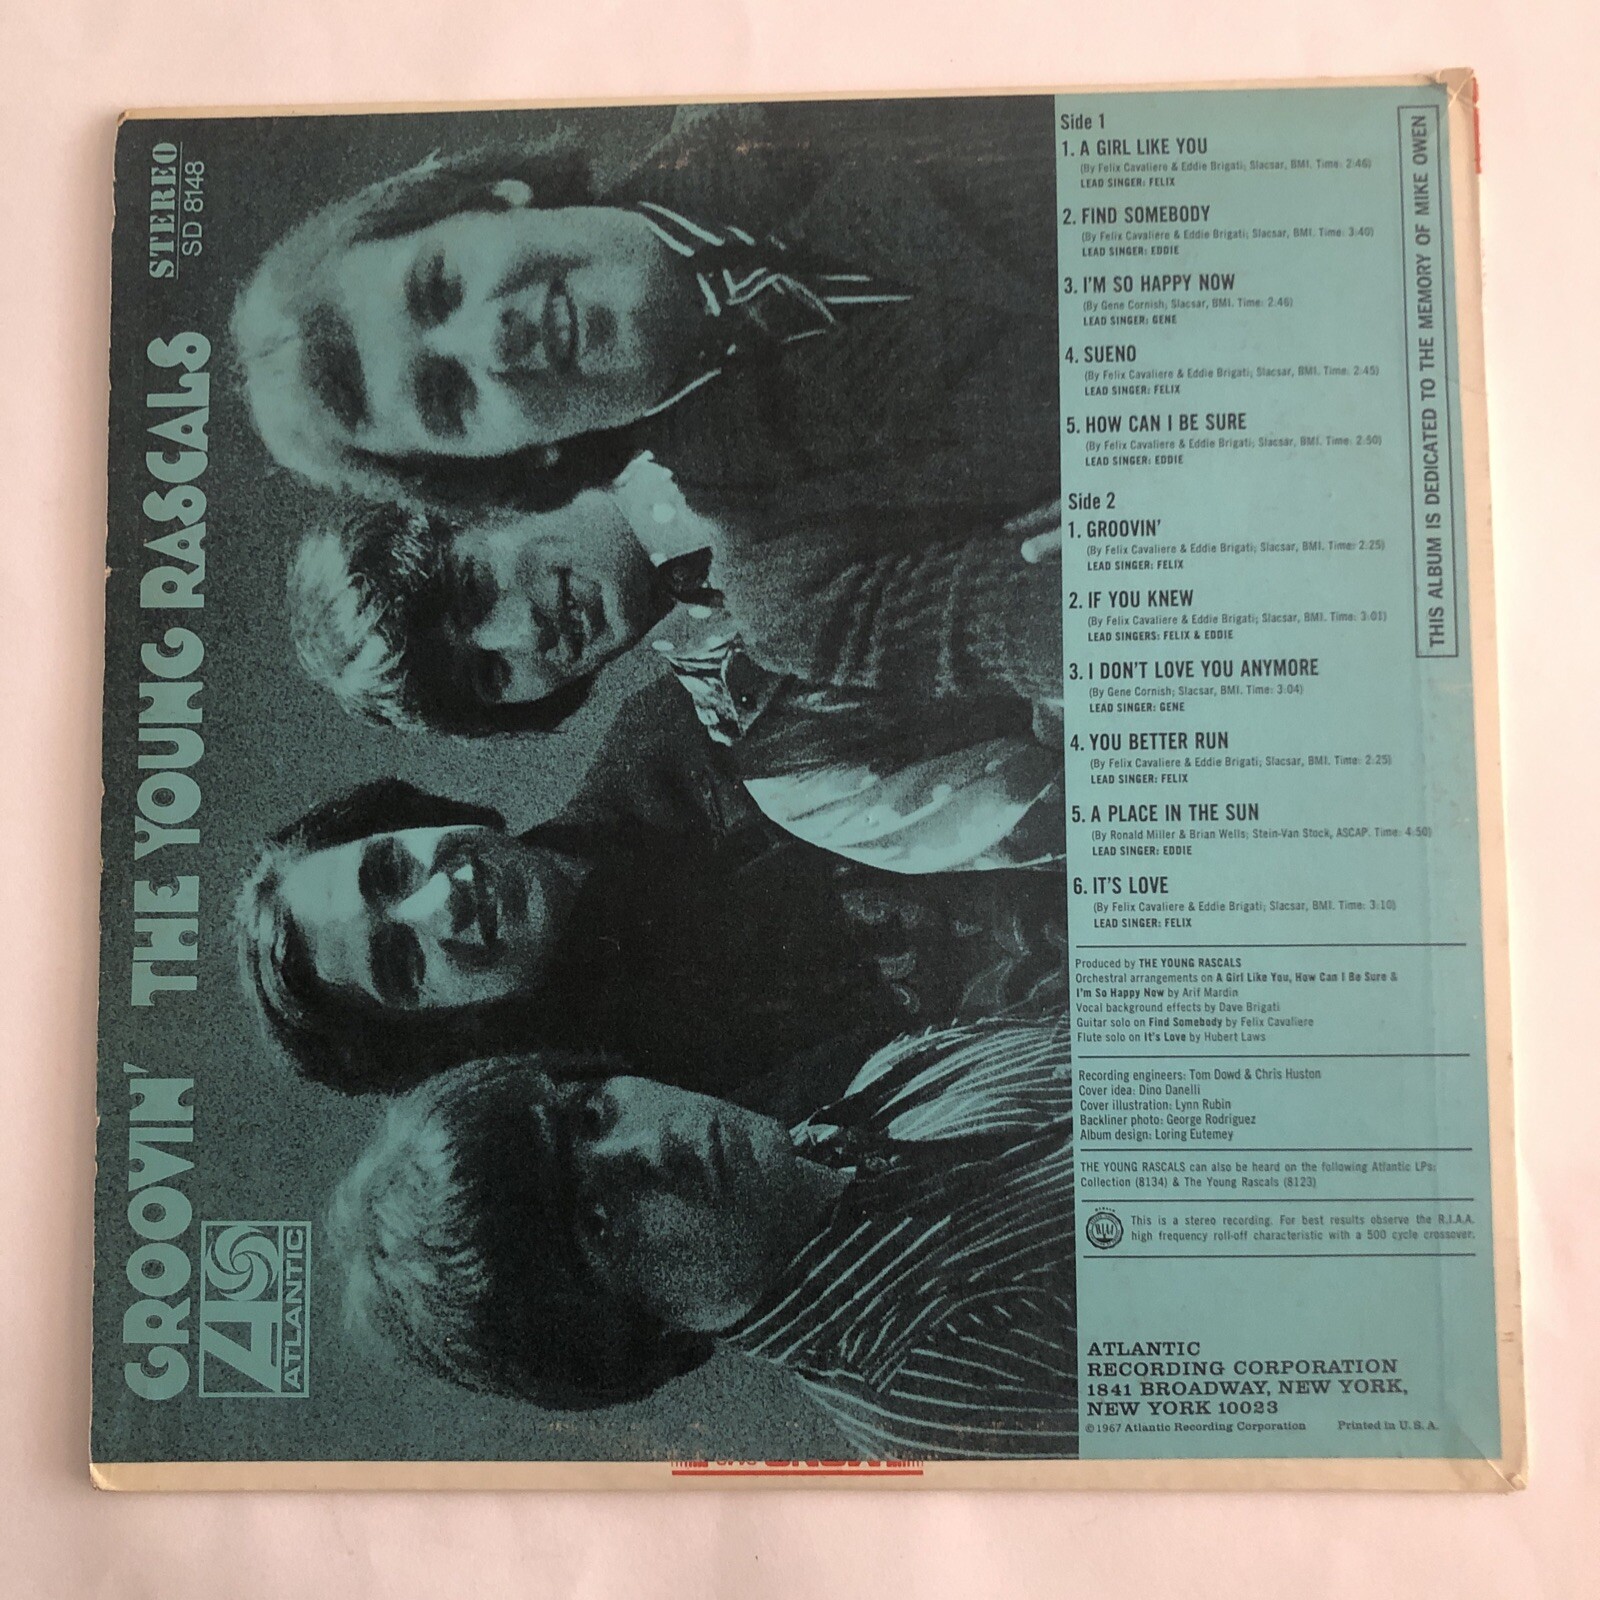 STEREO
SD 8148
GROOVIN' THE YOUNG RASCALS
ATLANTIC
Side 1
1. A GIRL LIKE YOU
(By Felix Cavaliere & Eddie Brigati; Slacsar, BMI. Time: 2:46)
LEAD SINGER: FELIX
2. FIND SOMEBODY
(By Felix Cavaliere & Eddie Brigati; Slacsar, BMI. Time: 3:40)
LEAD SINGER: EDDIE
3. I'M SO HAPPY NOW
(By Gene Cornish; Slacsar, BMI. Time: 2:46)
LEAD SINGER: GENE
4. SUENO
(By Felix Cavaliere & Eddie Brigati; Slacsar, BMI. Time: 2:45)
LEAD SINGER: FELIX
5. HOW CAN I BE SURE
(By Felix Cavaliere & Eddie Brigati; Slacsar, BMI. Time: 2:50)
LEAD SINGER: EDDIE
Side 2
1. GROOVIN'
(By Felix Cavaliere & Eddie Brigati; Slacsar, BMI. Time: 2:25)
LEAD SINGER: FELIX
2. IF YOU KNEW
(By Felix Cavaliere & Eddie Brigati; Slacsar, BMI. Time: 3:01)
LEAD SINGERS: FELIX & EDDIE
3. I DON'T LOVE YOU ANYMORE
(By Gene Cornish; Slacsar, BMI. Time: 3:04)
LEAD SINGER: GENE
4. YOU BETTER RUN
(By Felix Cavaliere & Eddie Brigati; Slacsar, BMI. Time: 2:25)
LEAD SINGER: FELIX
5. A PLACE IN THE SUN
(By Ronald Miller & Brian Wells; Stein-Van Stock, ASCAP. Time: 4:50)
LEAD SINGER: EDDIE
6. IT'S LOVE
(By Felix Cavaliere & Eddie Brigati; Slacsar, BMI. Time: 3:10)
LEAD SINGER: FELIX
Produced by THE YOUNG RASCALS
Orchestral arrangements on A Girl Like You, How Can I Be Sure &
I'm So Happy Now by Arif Mardin
Vocal background effects by Dave Brigati
Guitar solo on Find Somebody by Felix Cavaliere
Flute solo on It's Love by Hubert Laws
Recording engineers: Tom Dowd & Chris Huston
Cover idea: Dino Danelli
Cover illustration: Lynn Rubin
Backliner photo: George Rodriguez
Album design: Loring Eutemey
THE YOUNG RASCALS can also be heard on the following Atlantic LPs:
Collection (8134) & The Young Rascals (8123)
RIAA
This is a stereo recording. For best results observe the R.I.A.A.
high frequency roll-off characteristic with a 500 cycle crossover.
ATLANTIC
RECORDING CORPORATION
1841 BROADWAY, NEW YORK,
NEW YORK 10023
©1967 Atlantic Recording Corporation Printed in U.S.A.
THIS ALBUM IS DEDICATED TO THE MEMORY OF MIKE OWEN